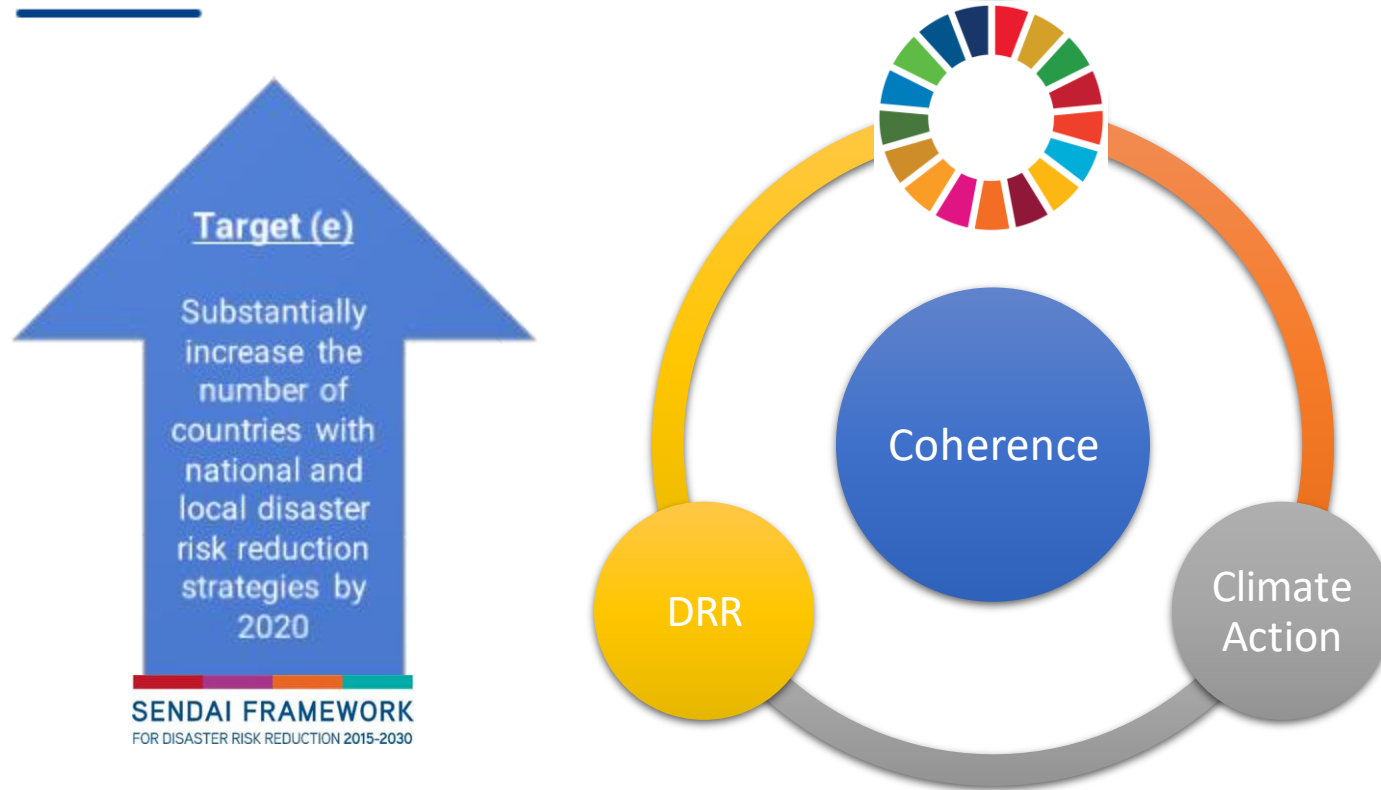 Target (e)
Substantially
increase the
number of
countries with
national and
local disaster
risk reduction
strategies by
2020
SENDAI FRAMEWORK
FOR DISASTER RISK REDUCTION 2015-2030
Coherence
DRR
Climate
Action